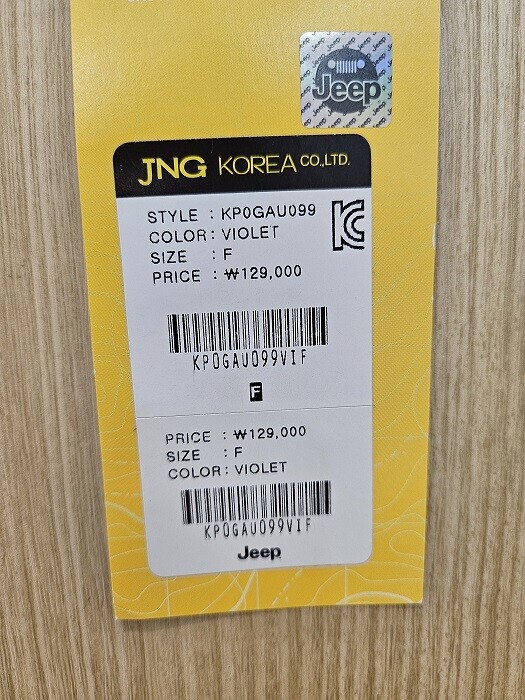 Jeep
JNG KOREA CO.,LTD.
STYLE : KP0GAU099
COLOR : VIOLET
SIZE : F
PRICE : ₩129,000
KP0GAU099VIF
F
PRICE : ₩129,000
SIZE : F
COLOR : VIOLET
KP0GAU099VIF
Jeep